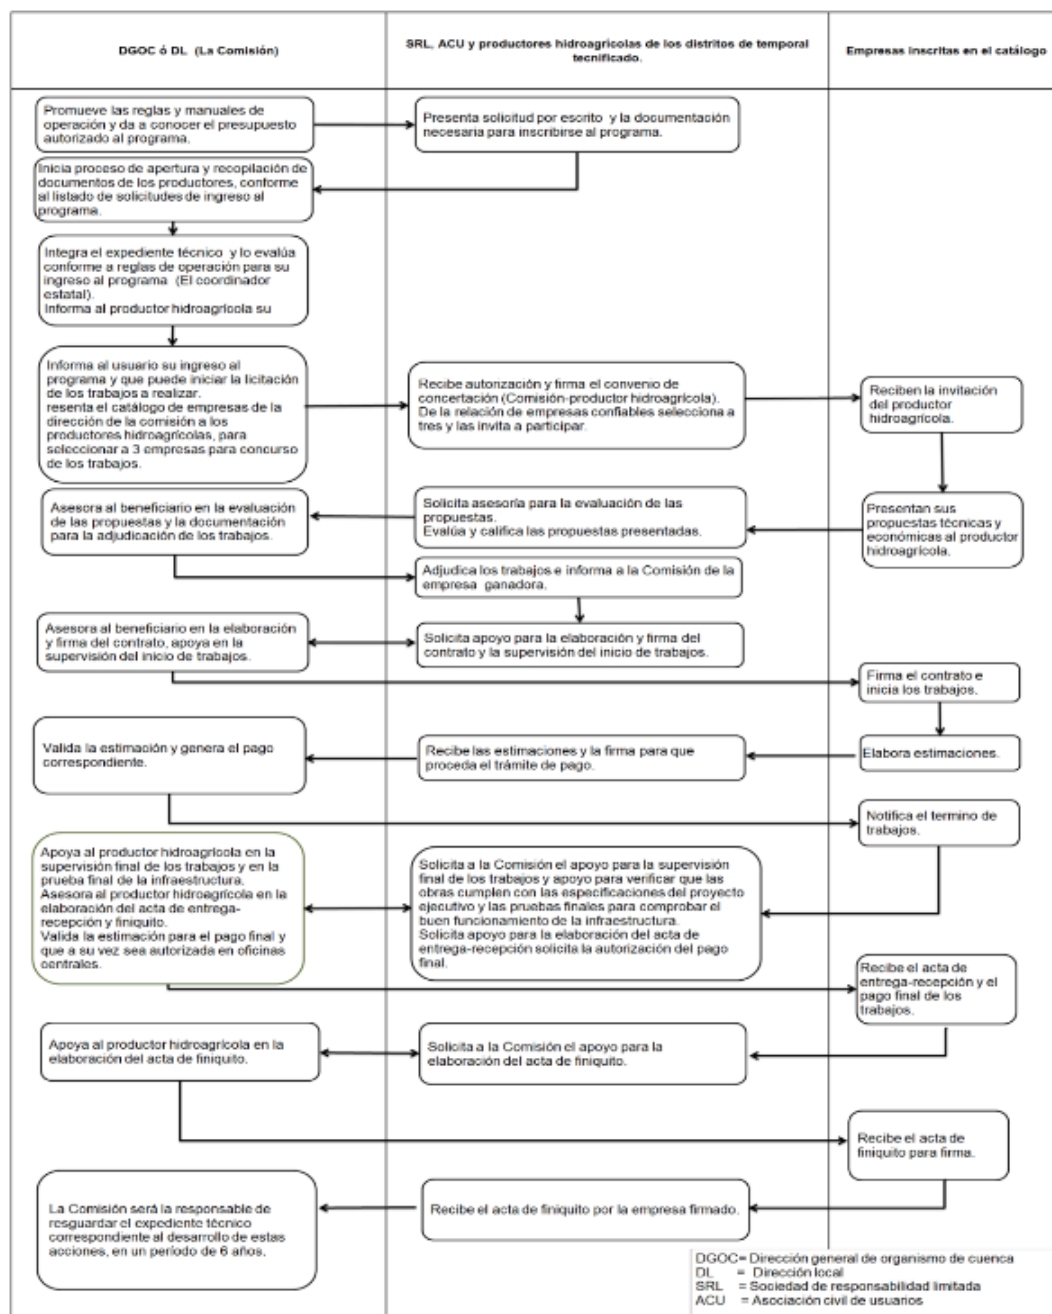 DGOC ó DL (La Comisión)
SRL, ACU y productores hidroagrícolas de los distritos de temporal
tecnificado.
Empresas inscritas en el catálogo
Promueve las reglas y manuales de
operación y da a conocer el presupuesto
autorizado al programa.
Presenta solicitud por escrito y la documentación
necesaria para inscribirse al programa.
Inicia proceso de apertura y recopilación de
documentos de los productores, conforme
al listado de solicitudes de ingreso al
programa.
Integra el expediente técnico y lo evalúa
conforme a reglas de operación para su
ingreso al programa (El coordinador
estatal).
Informa al productor hidroagrícola su
Informa al usuario su ingreso al
programa y que puede iniciar la licitación
de los trabajos a realizar.
resenta el catálogo de empresas de la
dirección de la comisión a los
productores hidroagrícolas, para
seleccionar a 3 empresas para concurso
de los trabajos.
Recibe autorización y firma el convenio de
concertación (Comisión-productor hidroagrícola).
De la relación de empresas confiables selecciona a
tres y las invita a participar.
Reciben la invitación
del productor
hidroagrícola.
Asesora al beneficiario en la evaluación
de las propuestas y la documentación
para la adjudicación de los trabajos.
Solicita asesoría para la evaluación de las
propuestas.
Evalúa y califica las propuestas presentadas.
Presentan sus
propuestas técnicas y
económicas al productor
hidroagrícola.
Adjudica los trabajos e informa a la Comisión de la
empresa ganadora.
Asesora al beneficiario en la elaboración
y firma del contrato, apoya en la
supervisión del inicio de trabajos.
Solicita apoyo para la elaboración y firma del
contrato y la supervisión del inicio de trabajos.
Firma el contrato e
inicia los trabajos.
Valida la estimación y genera el pago
correspondiente.
Recibe las estimaciones y la firma para que
proceda el trámite de pago.
Elabora estimaciones.
Notifica el termino de
trabajos.
Apoya al productor hidroagrícola en la
supervisión final de los trabajos y en la
prueba final de la infraestructura.
Asesora al productor hidroagrícola en la
elaboración del acta de entrega-
recepción y finiquito.
Valida la estimación para el pago final y
que a su vez sea autorizada en oficinas
centrales.
Solicita a la Comisión el apoyo para la supervisión
final de los trabajos y apoyo para verificar que las
obras cumplen con las especificaciones del proyecto
ejecutivo y las pruebas finales para comprobar el
buen funcionamiento de la infraestructura.
Solicita apoyo para la elaboración del acta de
entrega-recepción solicita la autorización del pago
final.
Recibe el acta de
entrega-recepción y el
pago final de los
trabajos.
Apoya al productor hidroagrícola en la
elaboración del acta de finiquito.
Solicita a la Comisión el apoyo para la
elaboración del acta de finiquito.
Recibe el acta de
finiquito para firma.
La Comisión será la responsable de
resguardar el expediente técnico
correspondiente al desarrollo de estas
acciones, en un período de 6 años.
Recibe el acta de finiquito por la empresa firmado.
DGOC= Dirección general de organismo de cuenca
DL = Dirección local
SRL = Sociedad de responsabilidad limitada
ACU = Asociación civil de usuarios